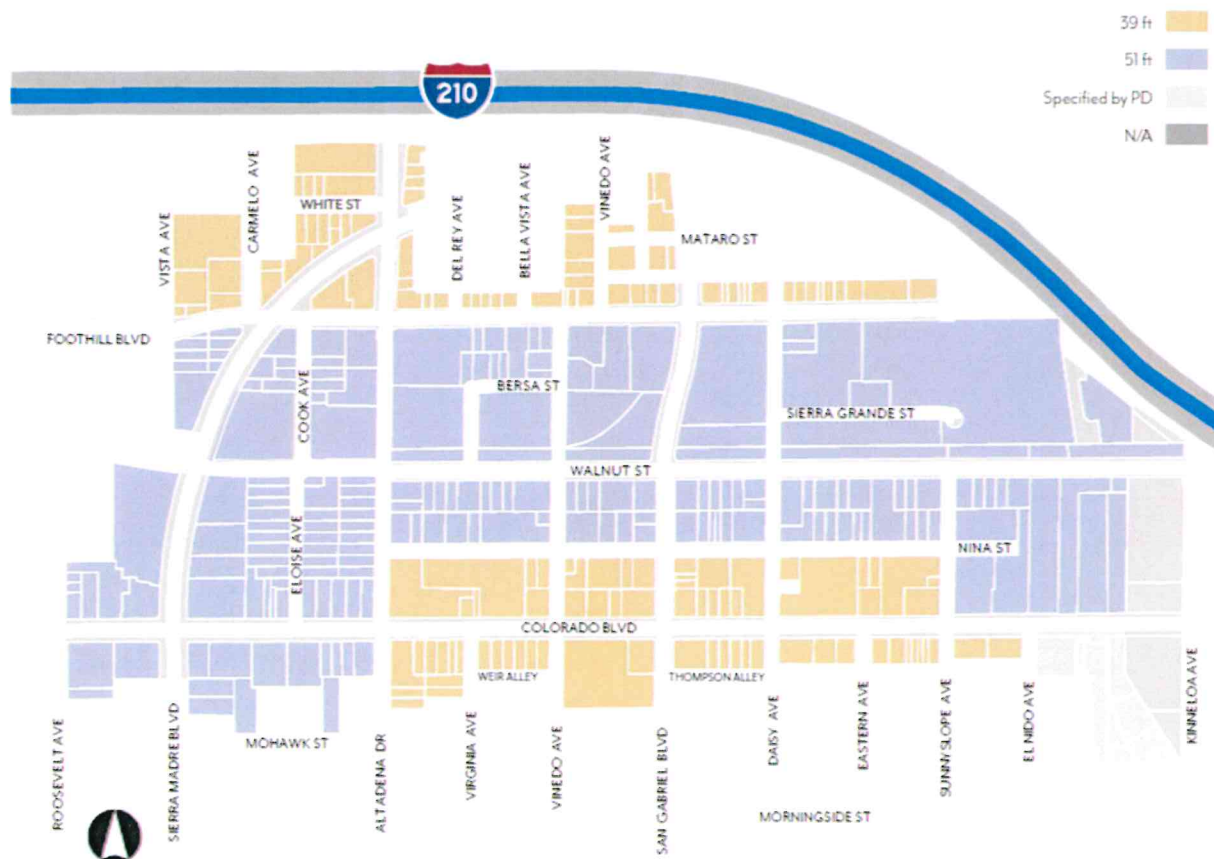 39 ft
51 ft
Specified by PD
N/A
210
VISTA AVE
CARMELO AVE
WHITE ST
DEL REY AVE
BELLA VISTA AVE
VINEDO AVE
MATARO ST
FOOTHILL BLVD
COOK AVE
BERSA ST
SIERRA GRANDE ST
WALNUT ST
ELOISE AVE
NINA ST
COLORADO BLVD
WEIR ALLEY
THOMPSON ALLEY
MOHAWK ST
ROOSEVELT AVE
SIERRA MADRE BLVD
ALTADENA DR
VIRGINIA AVE
VINEDO AVE
SAN GABRIEL BLVD
DAISY AVE
EASTERN AVE
SUNNYSLOPE AVE
EL NIDO AVE
KINNELOA AVE
MORNINGSIDE ST